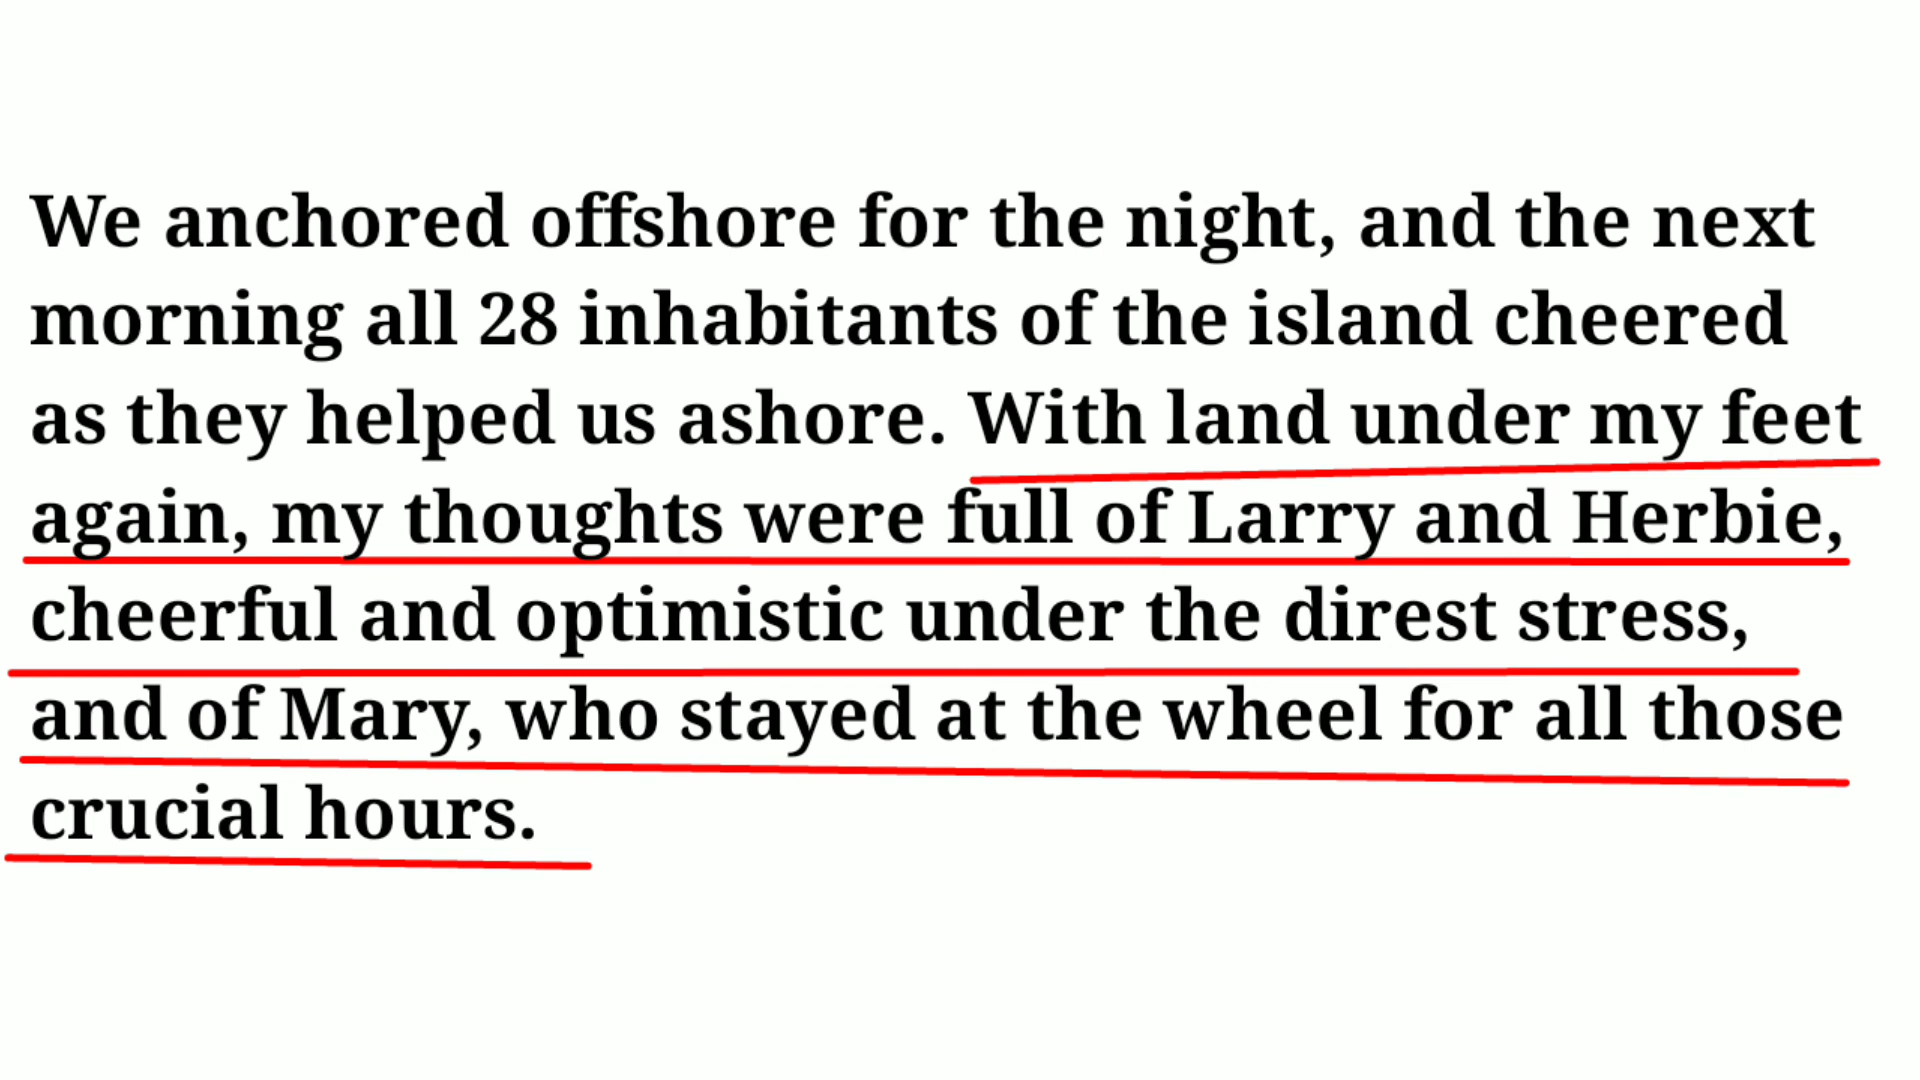 We anchored offshore for the night, and the next
morning all 28 inhabitants of the island cheered
as they helped us ashore. With land under my feet
again, my thoughts were full of Larry and Herbie,
cheerful and optimistic under the direst stress,
and of Mary, who stayed at the wheel for all those
crucial hours.